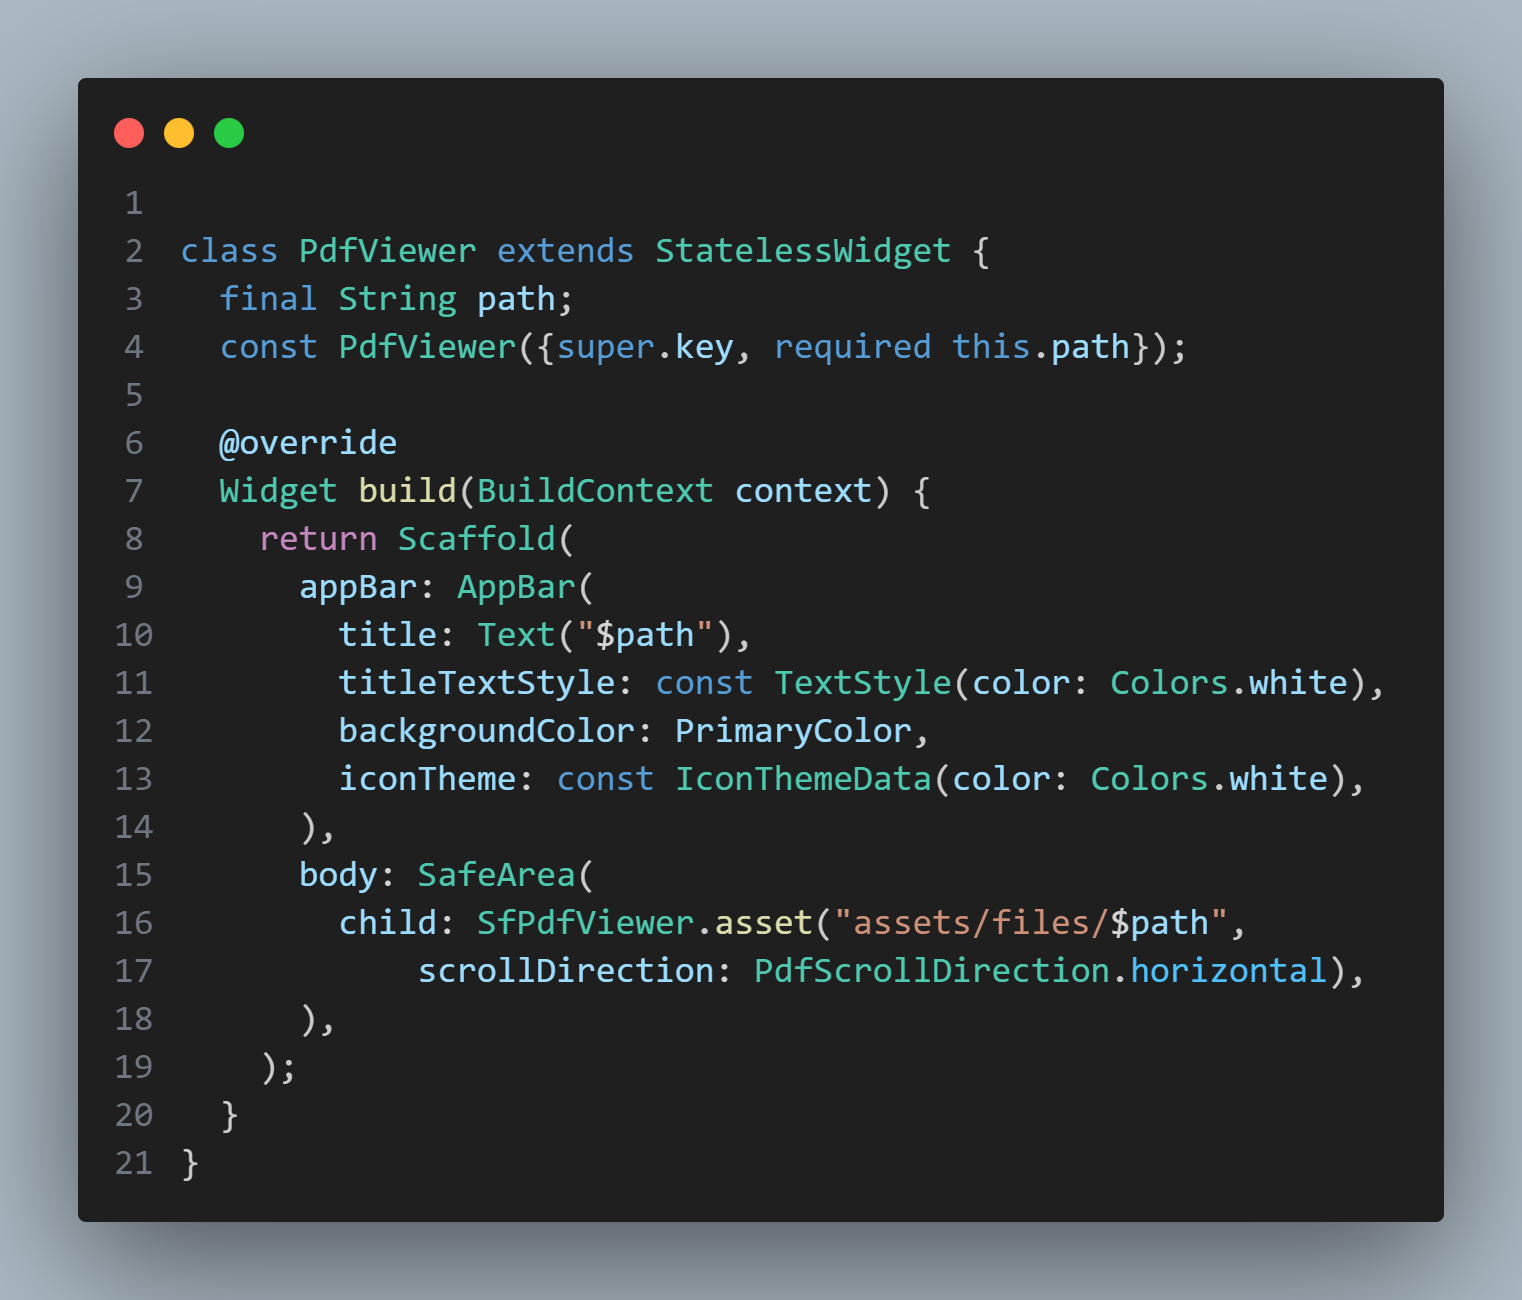 1
2 class PdfViewer extends StatelessWidget {
3   final String path;
4   const PdfViewer({super.key, required this.path});
5
6   @override
7   Widget build(BuildContext context) {
8     return Scaffold(
9       appBar: AppBar(
10         title: Text("$path"),
11         titleTextStyle: const TextStyle(color: Colors.white),
12         backgroundColor: PrimaryColor,
13         iconTheme: const IconThemeData(color: Colors.white),
14       ),
15       body: SafeArea(
16         child: SfPdfViewer.asset("assets/files/$path",
17             scrollDirection: PdfScrollDirection.horizontal),
18       ),
19     );
20   }
21 }